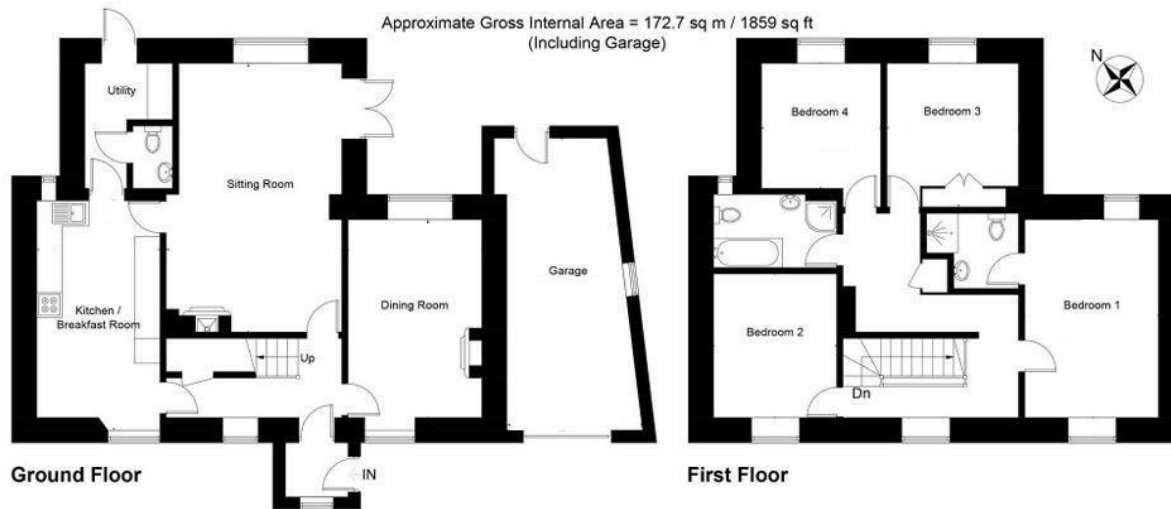 Approximate Gross Internal Area = 172.7 sq m / 1859 sq ft
(Including Garage)
N
Utility
Sitting Room
Kitchen /
Breakfast Room
Up
Dining Room
Garage
IN
Ground Floor
Bedroom 4
Bedroom 3
Bedroom 2
Bedroom 1
Dn
First Floor